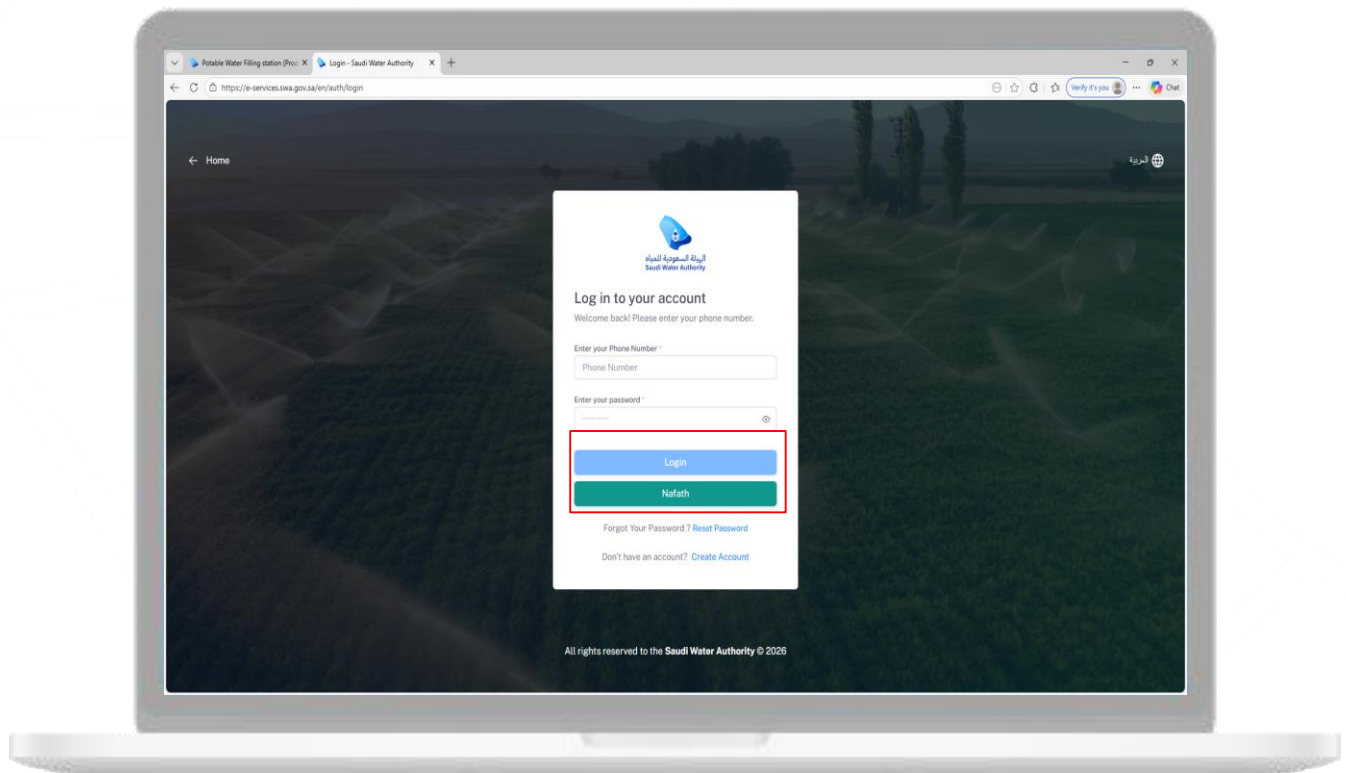 Potable Water Filling station (Proc
Login - Saudi Water Authority
https://e-services.swa.gov.sa/en/auth/login
Verify it's you
Chat
Home
العربية
الهيئة السعودية للمياه
Saudi Water Authority
Log in to your account
Welcome back! Please enter your phone number.
Enter your Phone Number *
Phone Number
Enter your password *
Login
Nafath
Forgot Your Password ? Reset Password
Don't have an account? Create Account
All rights reserved to the Saudi Water Authority © 2026